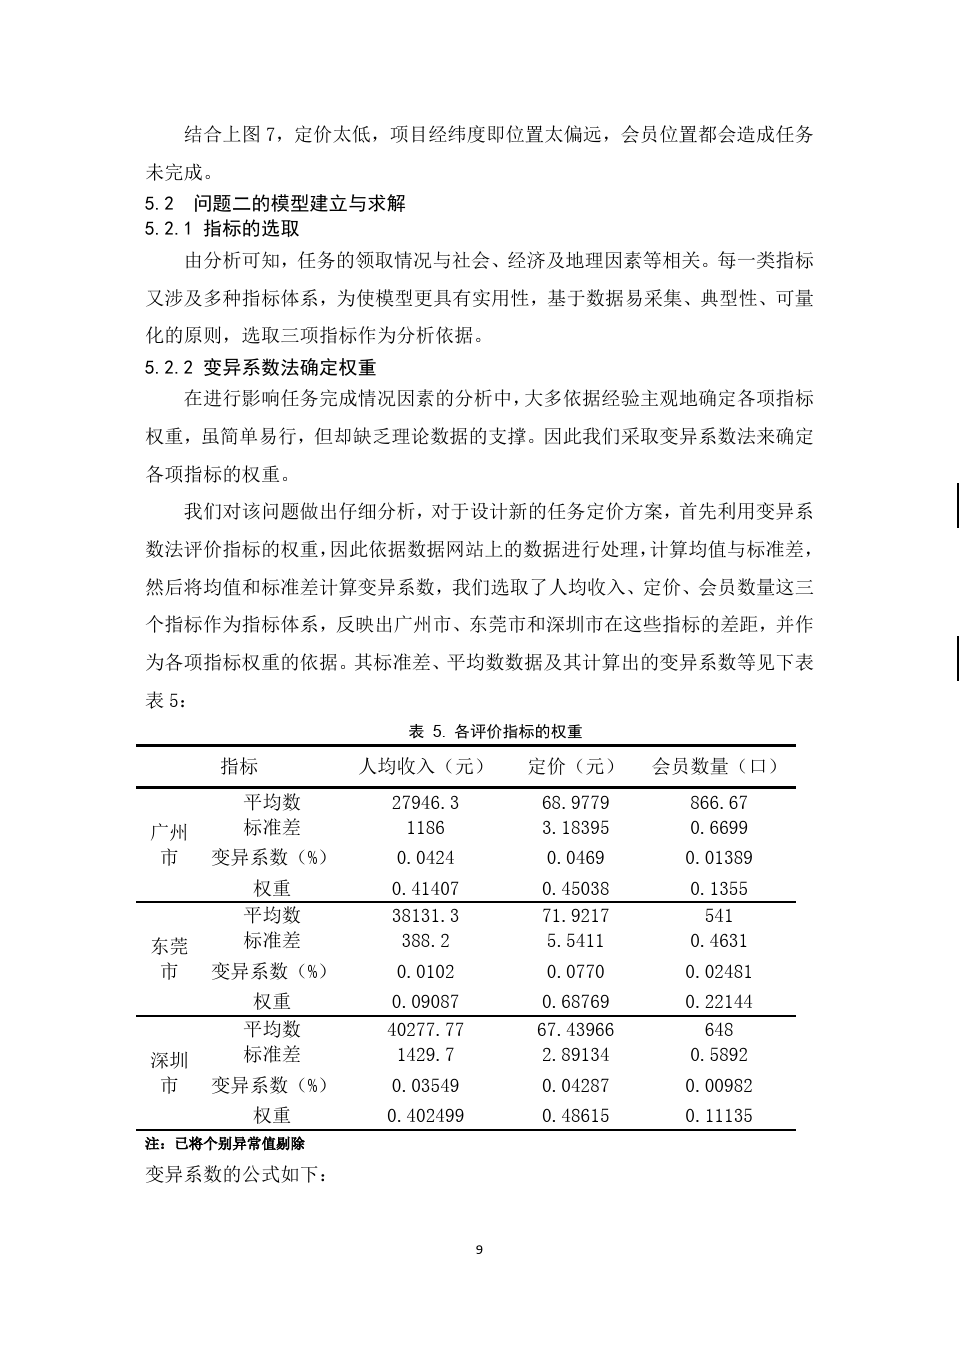 结合上图 7，定价太低，项目经纬度即位置太偏远，会员位置都会造成任务
未完成。
5.2 问题二的模型建立与求解
5.2.1 指标的选取
由分析可知，任务的领取情况与社会、经济及地理因素等相关。每一类指标
又涉及多种指标体系，为使模型更具有实用性，基于数据易采集、典型性、可量
化的原则，选取三项指标作为分析依据。
5.2.2 变异系数法确定权重
在进行影响任务完成情况因素的分析中，大多依据经验主观地确定各项指标
权重，虽简单易行，但却缺乏理论数据的支撑。因此我们采取变异系数法来确定
各项指标的权重。
我们对该问题做出仔细分析，对于设计新的任务定价方案，首先利用变异系
数法评价指标的权重，因此依据数据网站上的数据进行处理，计算均值与标准差，
然后将均值和标准差计算变异系数，我们选取了人均收入、定价、会员数量这三
个指标作为指标体系，反映出广州市、东莞市和深圳市在这些指标的差距，并作
为各项指标权重的依据。其标准差、平均数数据及其计算出的变异系数等见下表
表 5：
表 5. 各评价指标的权重
指标 人均收入（元） 定价（元） 会员数量（口）
广州市
平均数 27946.3 68.9779 866.67
标准差 1186 3.18395 0.6699
变异系数（%） 0.0424 0.0469 0.01389
权重 0.41407 0.45038 0.1355
东莞市
平均数 38131.3 71.9217 541
标准差 388.2 5.5411 0.4631
变异系数（%） 0.0102 0.0770 0.02481
权重 0.09087 0.68769 0.22144
深圳市
平均数 40277.77 67.43966 648
标准差 1429.7 2.89134 0.5892
变异系数（%） 0.03549 0.04287 0.00982
权重 0.402499 0.48615 0.11135
注：已将个别异常值剔除
变异系数的公式如下：
9